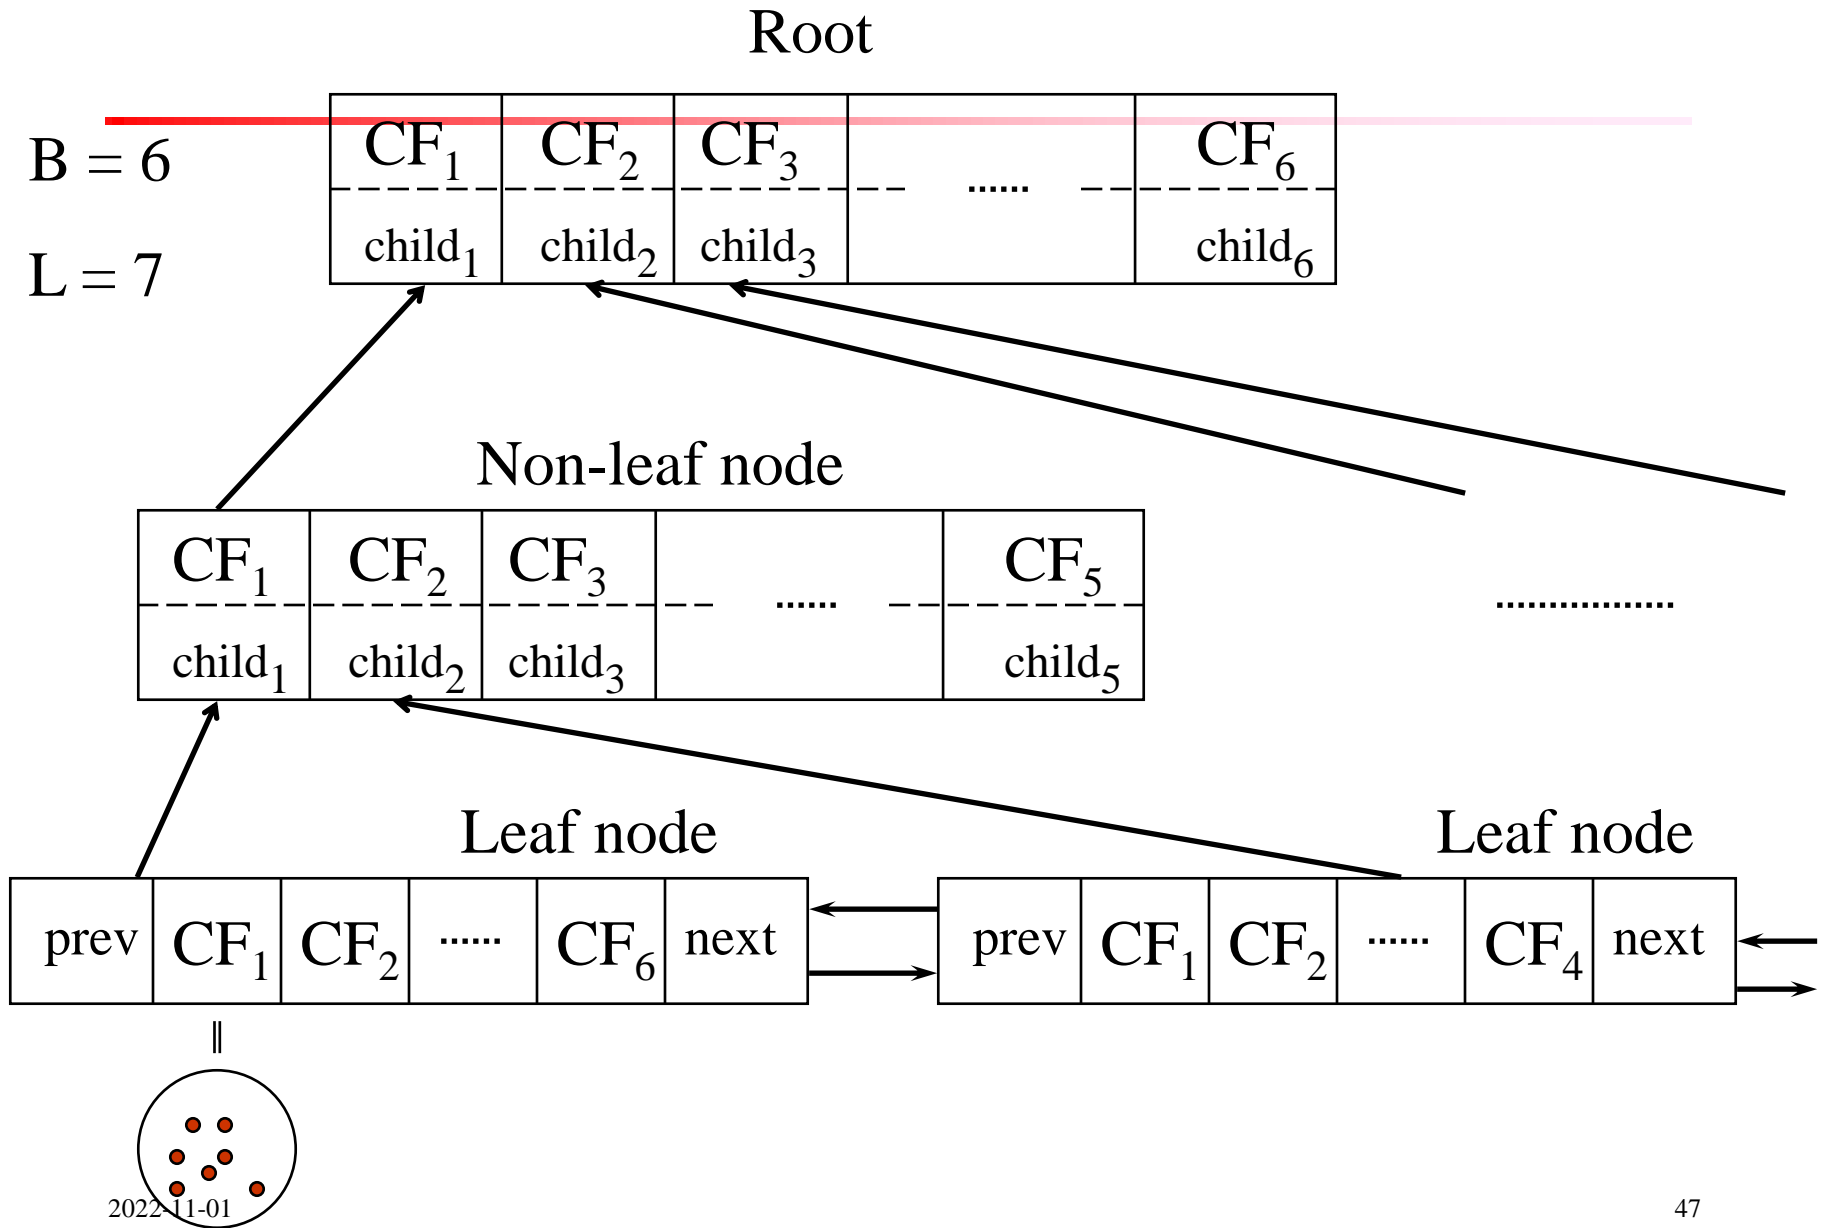 Root
B = 6
L = 7
CF1 CF2 CF3 ...... CF6
child1 child2 child3 child6
Non-leaf node
CF1 CF2 CF3 ...... CF5
child1 child2 child3 child5
.................
Leaf node Leaf node
prev CF1 CF2 ...... CF6 next prev CF1 CF2 ...... CF4 next
2022-11-01 47